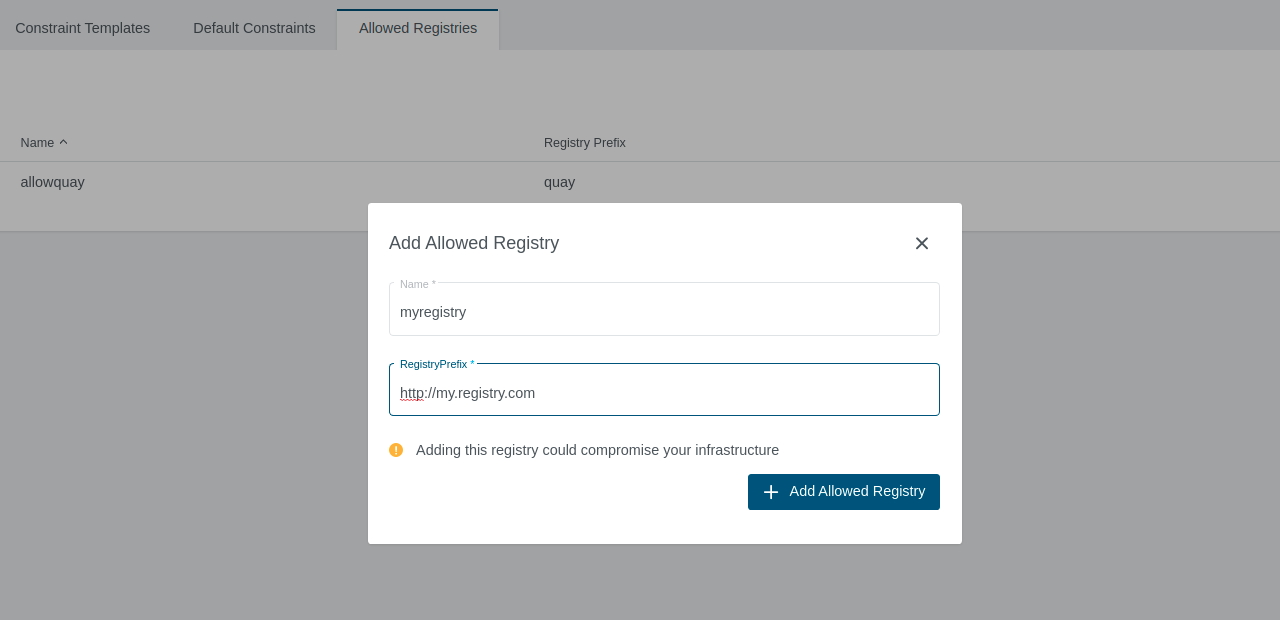 Constraint Templates Default Constraints Allowed Registries
Name Registry Prefix
allowquay quay
Add Allowed Registry
Name *
myregistry
RegistryPrefix *
http://my.registry.com
Adding this registry could compromise your infrastructure
Add Allowed Registry